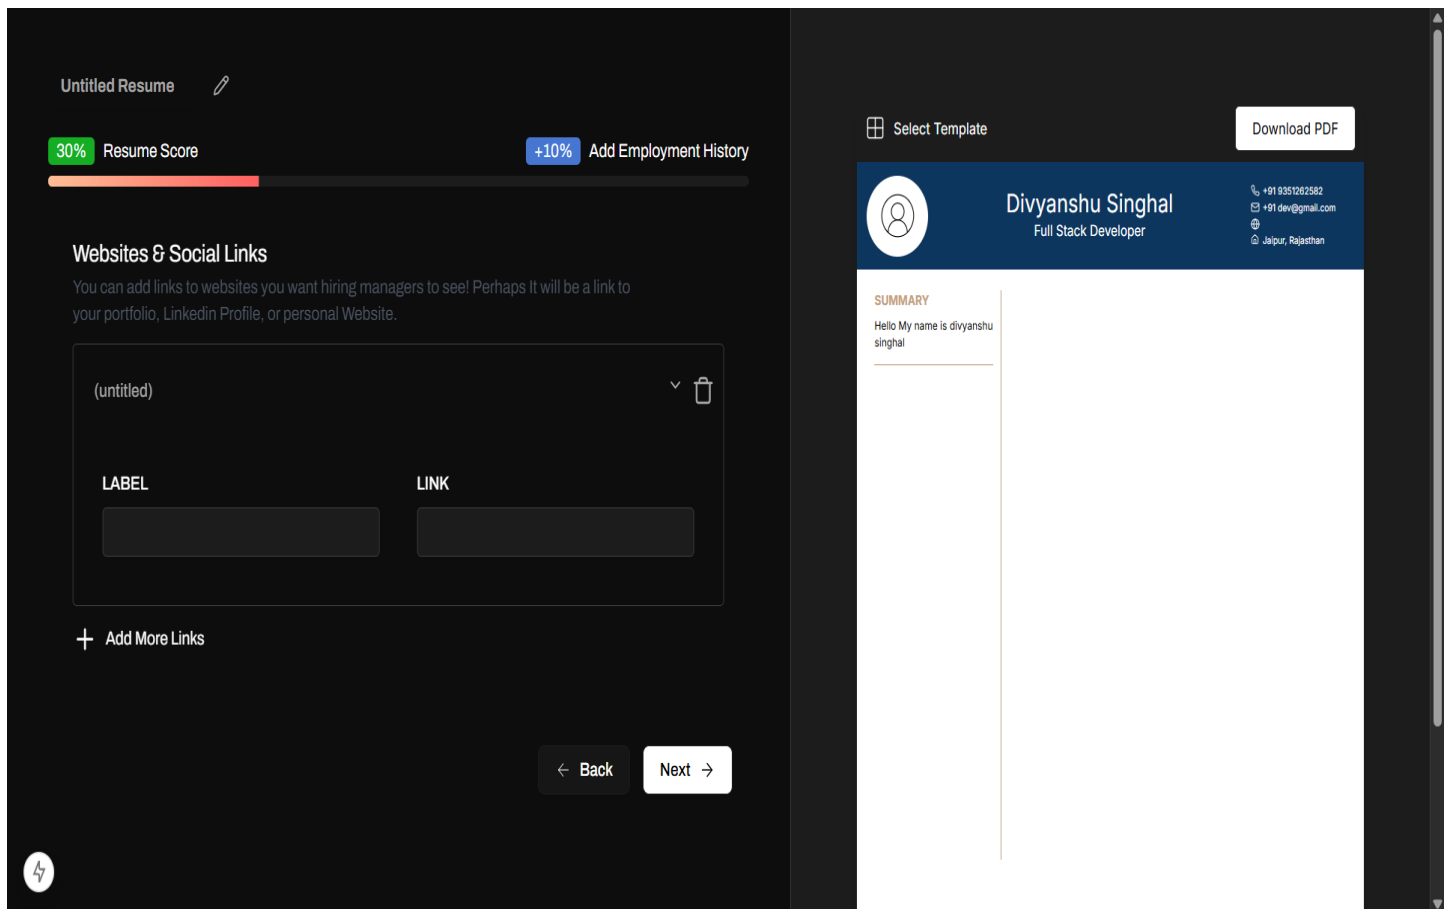 Untitled Resume
30% Resume Score
+10% Add Employment History
Websites & Social Links
You can add links to websites you want hiring managers to see! Perhaps It will be a link to
your portfolio, Linkedin Profile, or personal Website.
(untitled)
LABEL
LINK
Add More Links
Back
Next
Select Template
Download PDF
Divyanshu Singhal
Full Stack Developer
+91 9351262582
+91 dev@gmail.com
Jaipur, Rajasthan
SUMMARY
Hello My name is divyanshu
singhal